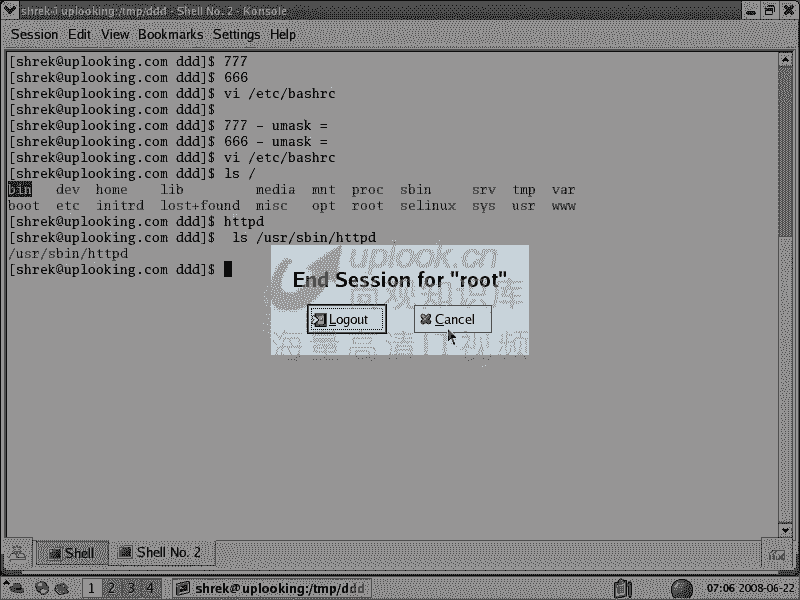 shrek@uplooking:/tmp/ddd - Shell No. 2 - Konsole
Session Edit View Bookmarks Settings Help
[shrek@uplooking.com ddd]$ 777
[shrek@uplooking.com ddd]$ 666
[shrek@uplooking.com ddd]$ vi /etc/bashrc
[shrek@uplooking.com ddd]$
[shrek@uplooking.com ddd]$ 777 - umask =
[shrek@uplooking.com ddd]$ 666 - umask =
[shrek@uplooking.com ddd]$ vi /etc/bashrc
[shrek@uplooking.com ddd]$ ls /
bin dev home lib media mnt proc sbin srv tmp var
boot etc initrd lost+found misc opt root selinux sys usr www
[shrek@uplooking.com ddd]$ httpd
[shrek@uplooking.com ddd]$ ls /usr/sbin/httpd
/usr/sbin/httpd
[shrek@uplooking.com ddd]$
uplook.cn
End Session for "root"
尚观知识库
Logout Cancel
海量高清IT视频
Shell Shell No. 2
1 2 3 4 shrek@uplooking:/tmp/ddd 07:06 2008-06-22